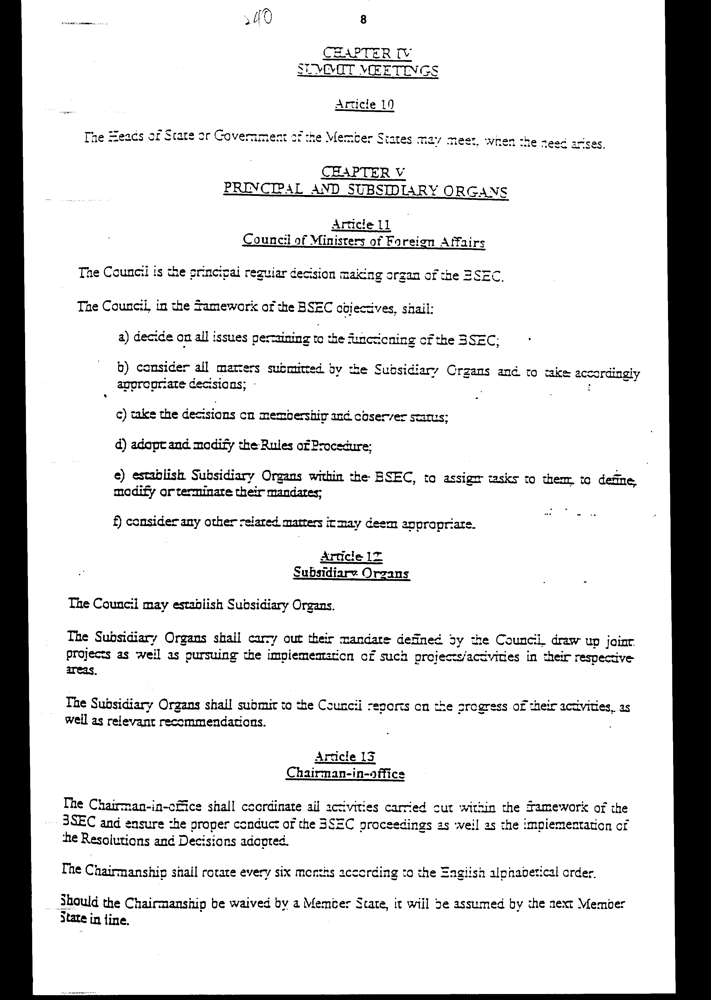 240
8
CHAPTER IV
SUMMIT MEETINGS
Article 10
The Heads of State or Government of the Member States may meet, when the need arises.
CHAPTER V
PRINCIPAL AND SUBSIDIARY ORGANS
Article 11
Council of Ministers of Foreign Affairs
The Council is the principal regular decision making organ of the BSEC.
The Council, in the framework of the BSEC objectives, shall:
a) decide on all issues pertaining to the functioning of the BSEC;
b) consider all matters submitted by the Subsidiary Organs and to take accordingly
appropriate decisions;
c) take the decisions on membership and observer status;
d) adopt and modify the Rules of Procedure;
e) establish Subsidiary Organs within the BSEC, to assign tasks to them, to define,
modify or terminate their mandates;
f) consider any other related matters it may deem appropriate.
Article 12
Subsidiary Organs
The Council may establish Subsidiary Organs.
The Subsidiary Organs shall carry out their mandate defined by the Council, draw up joint
projects as well as pursuing the implementation of such projects/activities in their respective
areas.
The Subsidiary Organs shall submit to the Council reports on the progress of their activities, as
well as relevant recommendations.
Article 13
Chairman-in-office
The Chairman-in-office shall coordinate all activities carried out within the framework of the
BSEC and ensure the proper conduct of the BSEC proceedings as well as the implementation of
the Resolutions and Decisions adopted.
The Chairmanship shall rotate every six months according to the English alphabetical order.
Should the Chairmanship be waived by a Member State, it will be assumed by the next Member
State in line.